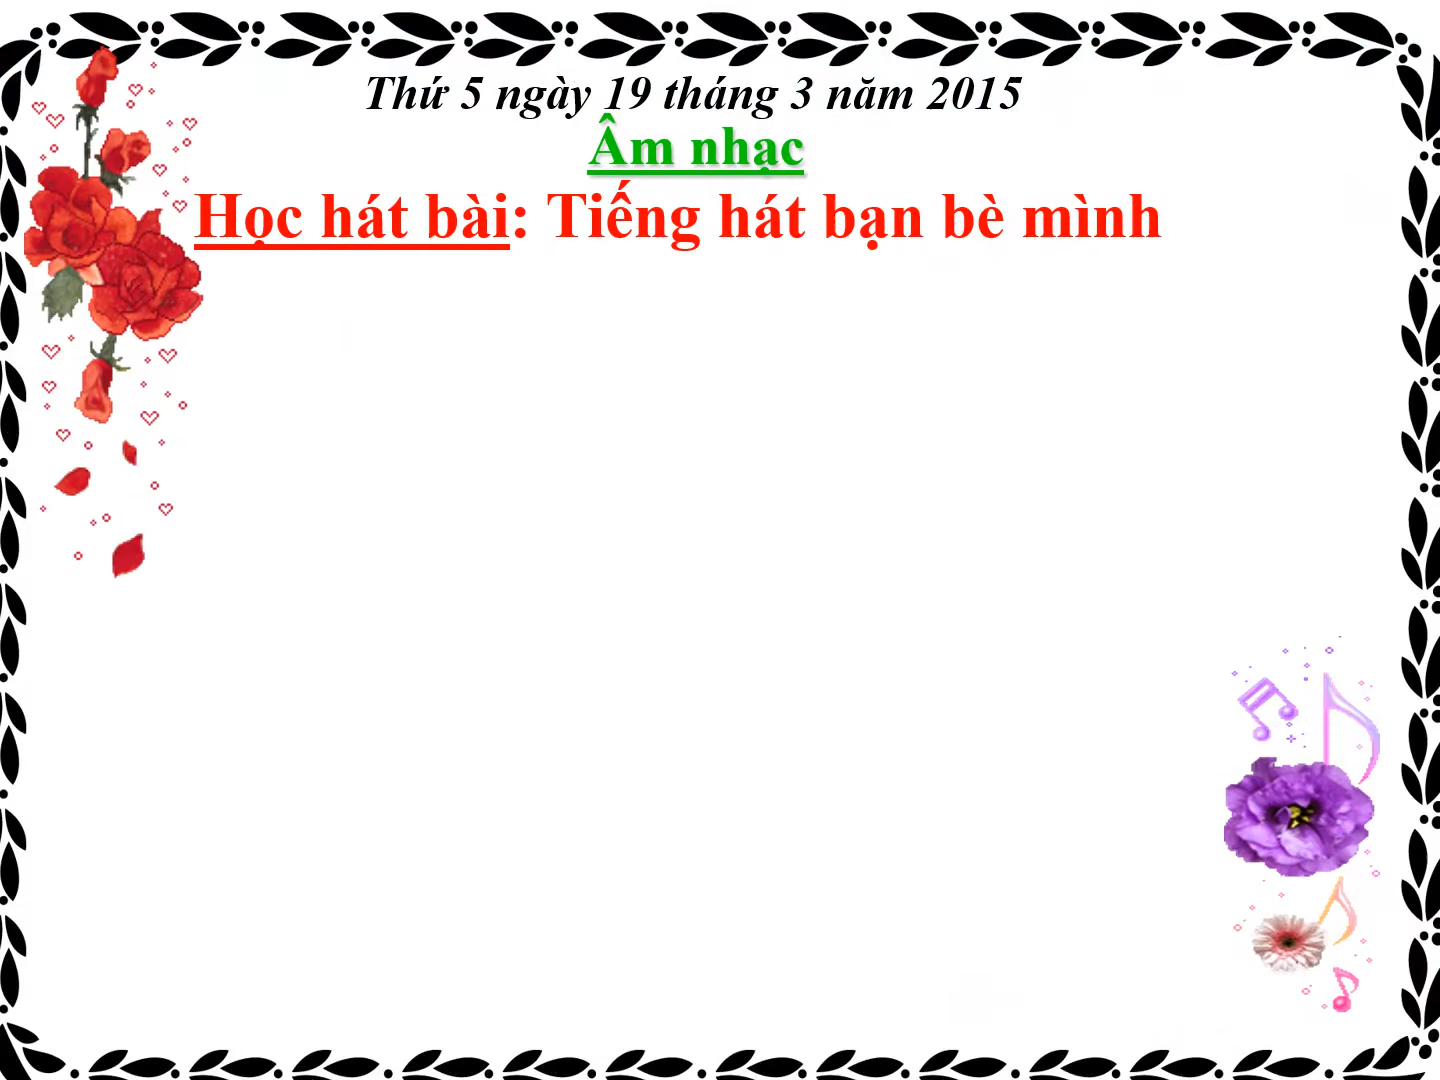 Thứ 5 ngày 19 tháng 3 năm 2015
Âm nhạc
Học hát bài: Tiếng hát bạn bè mình